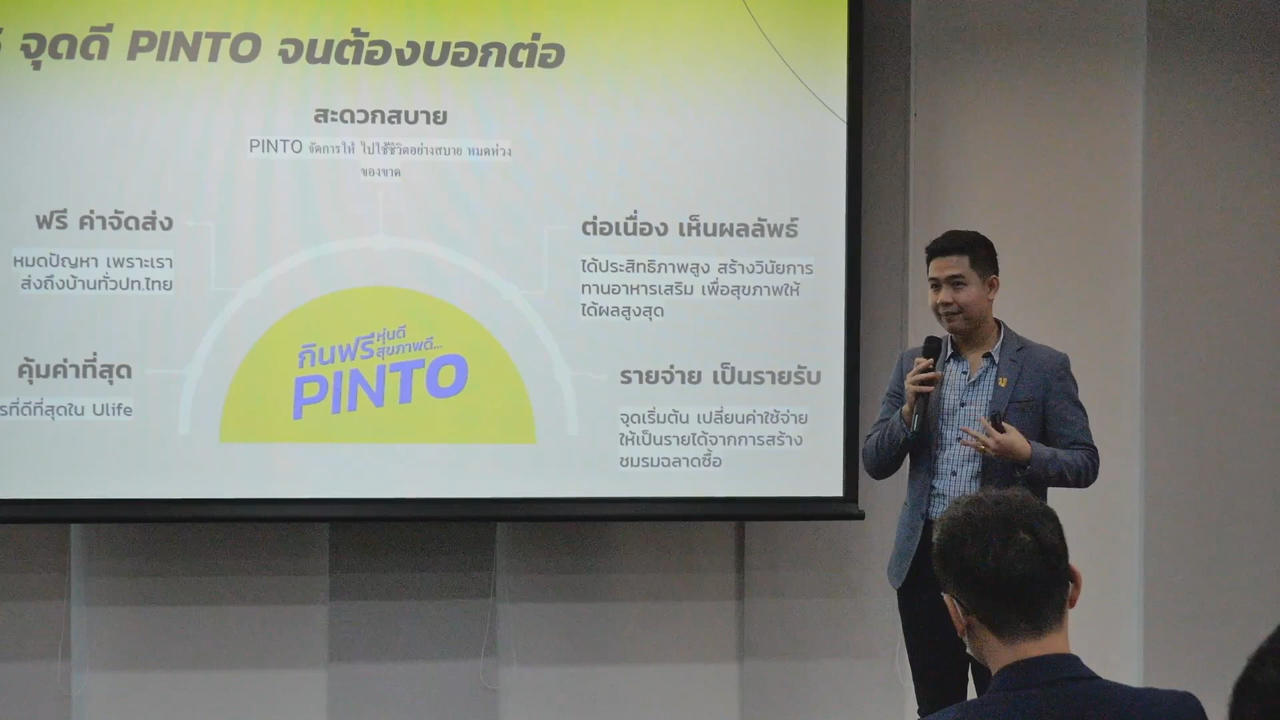 จุดดี PINTO จนต้องบอกต่อ
สะดวกสบาย
PINTO จัดการให้ ไปใช้ชีวิตอย่างสบาย หมดห่วง
ของขาด
ฟรี ค่าจัดส่ง
หมดปัญหา เพราะเรา
ส่งถึงบ้านทั่วปท.ไทย
ต่อเนื่อง เห็นผลลัพธ์
ได้ประสิทธิภาพสูง สร้างวินัยการ
ทานอาหารเสริม เพื่อสุขภาพให้
ได้ผลสูงสุด
คุ้มค่าที่สุด
รที่ดีที่สุดใน Ulife
รายจ่าย เป็นรายรับ
จุดเริ่มต้น เปลี่ยนค่าใช้จ่าย
ให้เป็นรายได้จากการสร้าง
ชมรมฉลาดซื้อ
กินฟรี หุ่นดี
สุขภาพดี...
PINTO